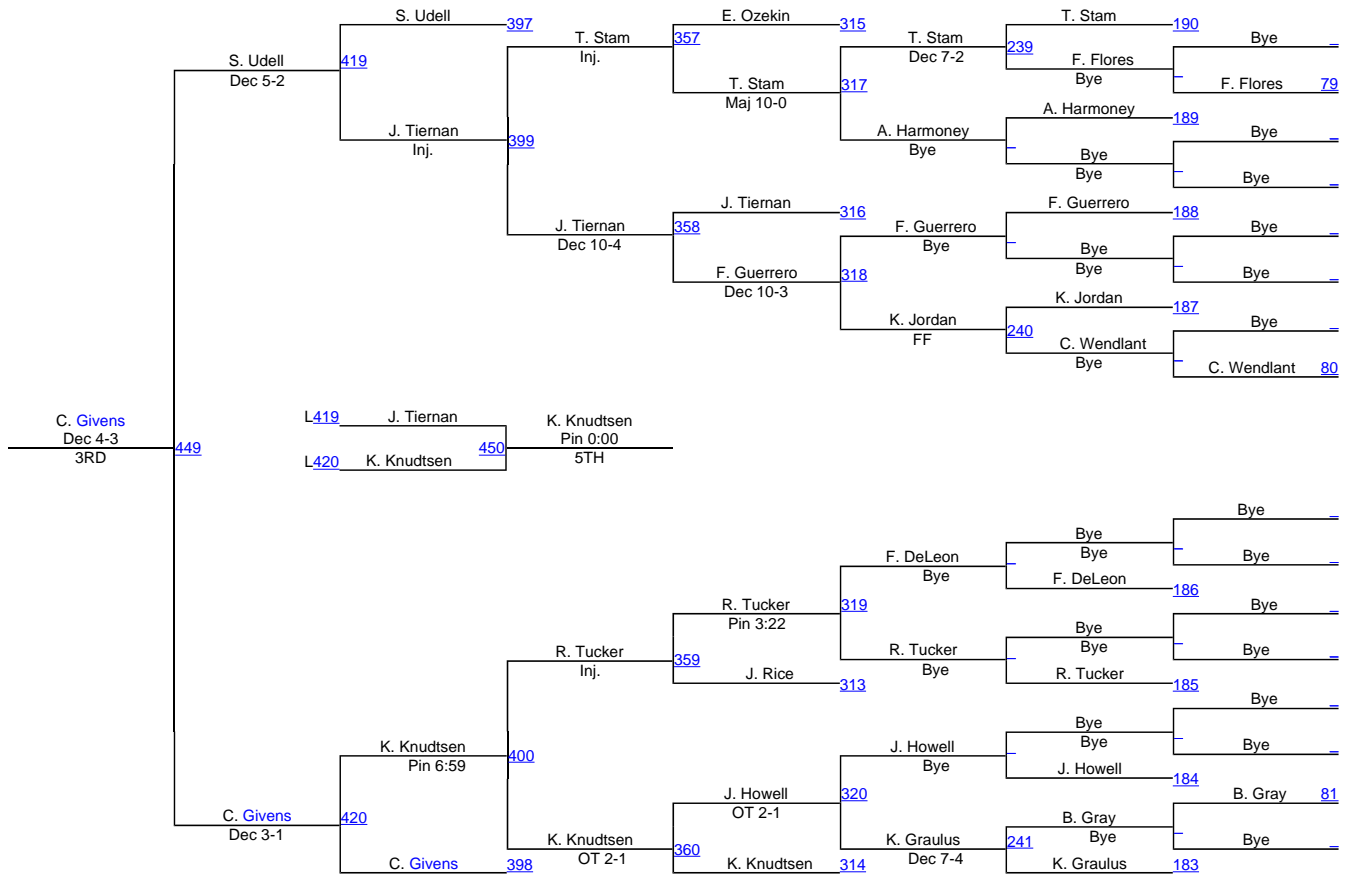 S. Udell 397
E. Ozekin 315
T. Stam 190
T. Stam 357
Inj.
T. Stam 239
Dec 7-2
Bye _
S. Udell 419
Dec 5-2
F. Flores _
Bye
T. Stam 317
Maj 10-0
F. Flores 79
A. Harmoney 189
J. Tiernan 399
Inj.
A. Harmoney _
Bye
Bye _
Bye _
Bye
Bye _
J. Tiernan 316
F. Guerrero 188
J. Tiernan 358
Dec 10-4
F. Guerrero _
Bye
Bye _
Bye _
Bye
F. Guerrero 318
Dec 10-3
Bye _
K. Jordan 187
K. Jordan 240
FF
Bye _
C. Wendlant _
Bye
C. Wendlant 80
C. Givens
Dec 4-3
449
3RD
L419 J. Tiernan
K. Knudtsen
Pin 0:00
450
5TH
L420 K. Knudtsen
Bye _
Bye _
Bye
F. DeLeon _
Bye
Bye _
F. DeLeon 186
R. Tucker 319
Pin 3:22
Bye _
Bye _
Bye
R. Tucker 359
Inj.
R. Tucker _
Bye
Bye _
J. Rice 313
R. Tucker 185
Bye _
Bye _
Bye
K. Knudtsen 400
Pin 6:59
J. Howell _
Bye
Bye _
J. Howell 184
J. Howell 320
OT 2-1
B. Gray 81
C. Givens 420
Dec 3-1
B. Gray _
Bye
K. Knudtsen 360
OT 2-1
K. Graulus 241
Dec 7-4
Bye _
C. Givens 398
K. Knudtsen 314
K. Graulus 183